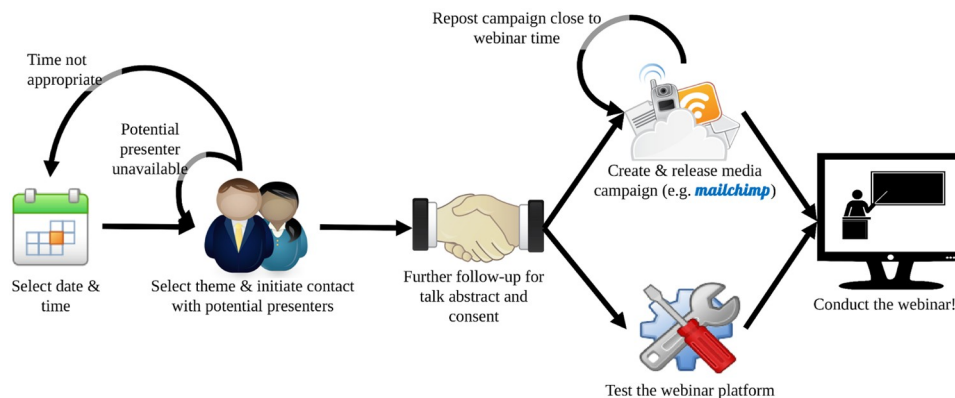 Repost campaign close to
webinar time
Time not
appropriate
Potential
presenter
unavailable
Select date &
time
Select theme & initiate contact
with potential presenters
Further follow-up for
talk abstract and
consent
Create & release media
campaign (e.g. mailchimp)
Test the webinar platform
Conduct the webinar!